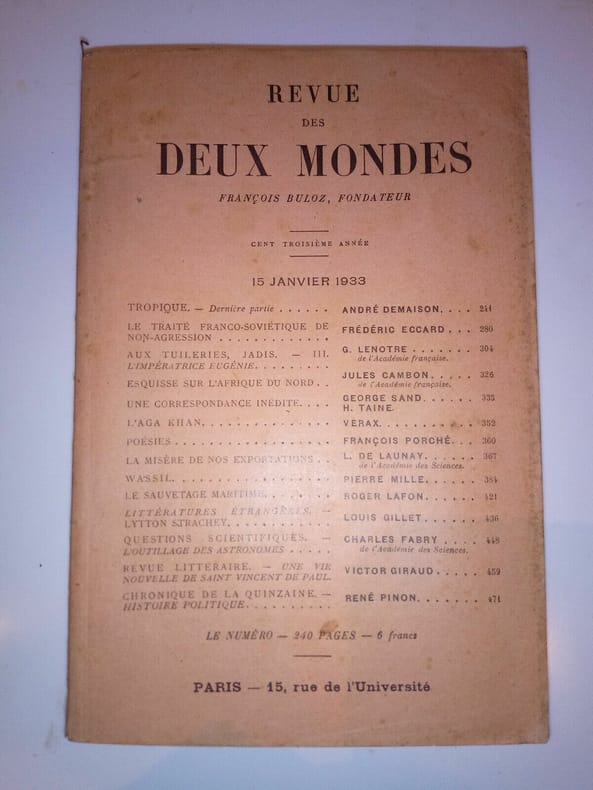 REVUE
DES
DEUX MONDES
FRANÇOIS BULOZ, FONDATEUR
CENT TROISIÈME ANNÉE
15 JANVIER 1933
TROPIQUE. — Dernière partie . . . . . . ANDRÉ DEMAISON. . . . 241
LE TRAITÉ FRANCO-SOVIÉTIQUE DE
NON-AGRESSION . . . . . . . . . . . . . FRÉDÉRIC ECCARD . . . 280
AUX TUILERIES, JADIS. — III.
L'IMPÉRATRICE EUGÉNIE. . . . . . . . . G. LENOTRE . . . . . . . 304
de l'Académie française.
ESQUISSE SUR L'AFRIQUE DU NORD . . JULES CAMBON. . . . . 326
de l'Académie française.
UNE CORRESPONDANCE INÉDITE. . . . GEORGE SAND. . . . . . 335
H. TAINE.
L'AGA KHAN. . . . . . . . . . . . . . . . VERAX. . . . . . . . . . 352
POÉSIES . . . . . . . . . . . . . . . . . . . FRANÇOIS PORCHÉ. . . 360
LA MISÈRE DE NOS EXPORTATIONS . . L. DE LAUNAY. . . . . . 367
de l'Académie des Sciences.
WASSIL. . . . . . . . . . . . . . . . . . . PIERRE MILLE. . . . . . 384
LE SAUVETAGE MARITIME. . . . . . . . ROGER LAFON. . . . . . 421
LITTÉRATURES ÉTRANGÈRES. —
LYTTON STRACHEY. . . . . . . . . . . . LOUIS GILLET. . . . . . 436
QUESTIONS SCIENTIFIQUES. —
L'OUTILLAGE DES ASTRONOMES . . . . . CHARLES FABRY . . . . 448
de l'Académie des Sciences.
REVUE LITTÉRAIRE. — UNE VIE
NOUVELLE DE SAINT VINCENT DE PAUL. VICTOR GIRAUD . . . . . 459
CHRONIQUE DE LA QUINZAINE. —
HISTOIRE POLITIQUE. . . . . . . . . . RENÉ PINON. . . . . . . 471
LE NUMÉRO — 240 PAGES — 6 francs
PARIS — 15, rue de l'Université